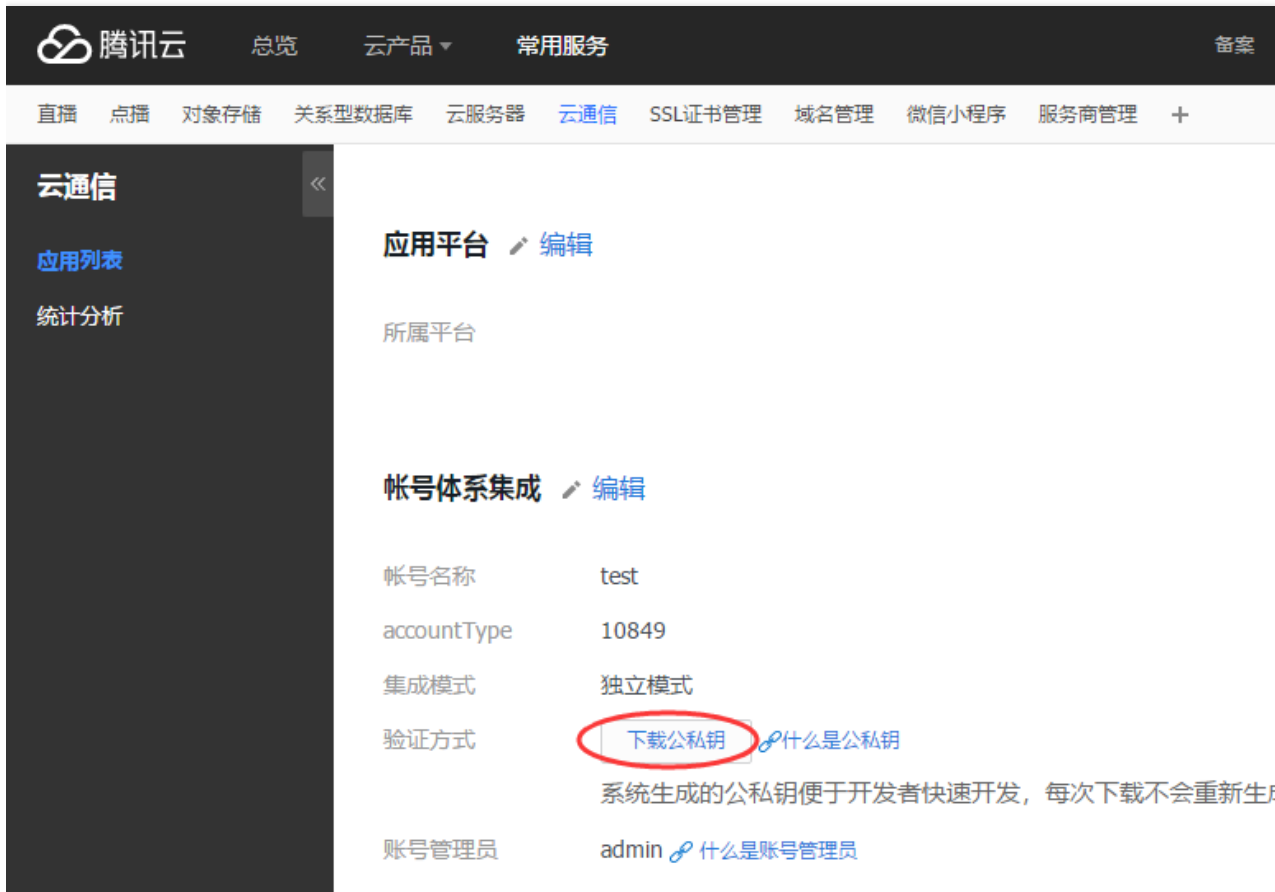 腾讯云 总览 云产品 常用服务 备案
直播 点播 对象存储 关系型数据库 云服务器 云通信 SSL证书管理 域名管理 微信小程序 服务商管理 +
云通信 «
应用列表
统计分析
应用平台 编辑
所属平台
帐号体系集成 编辑
帐号名称 test
accountType 10849
集成模式 独立模式
验证方式 下载公私钥 什么是公私钥
系统生成的公私钥便于开发者快速开发，每次下载不会重新生成
账号管理员 admin 什么是账号管理员